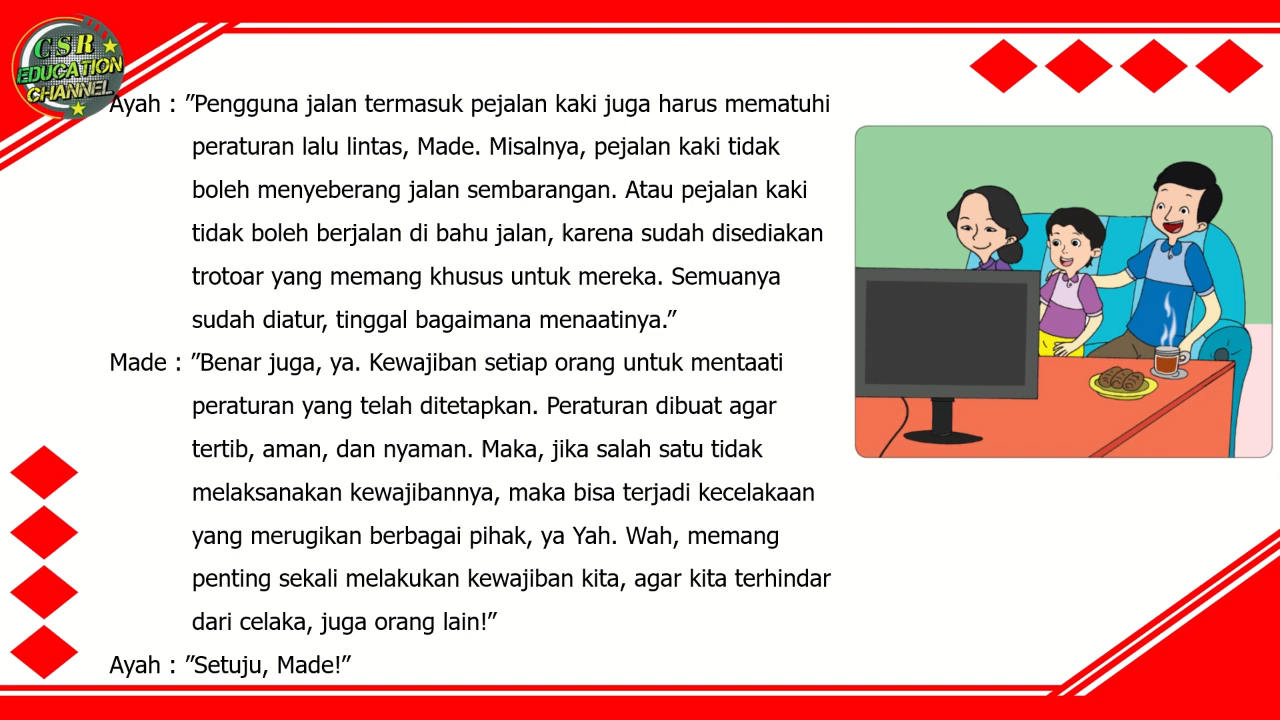 CSR
EDUCATION
CHANNEL
Ayah : ”Pengguna jalan termasuk pejalan kaki juga harus mematuhi
peraturan lalu lintas, Made. Misalnya, pejalan kaki tidak
boleh menyeberang jalan sembarangan. Atau pejalan kaki
tidak boleh berjalan di bahu jalan, karena sudah disediakan
trotoar yang memang khusus untuk mereka. Semuanya
sudah diatur, tinggal bagaimana menaatinya.”
Made : ”Benar juga, ya. Kewajiban setiap orang untuk mentaati
peraturan yang telah ditetapkan. Peraturan dibuat agar
tertib, aman, dan nyaman. Maka, jika salah satu tidak
melaksanakan kewajibannya, maka bisa terjadi kecelakaan
yang merugikan berbagai pihak, ya Yah. Wah, memang
penting sekali melakukan kewajiban kita, agar kita terhindar
dari celaka, juga orang lain!”
Ayah : ”Setuju, Made!”